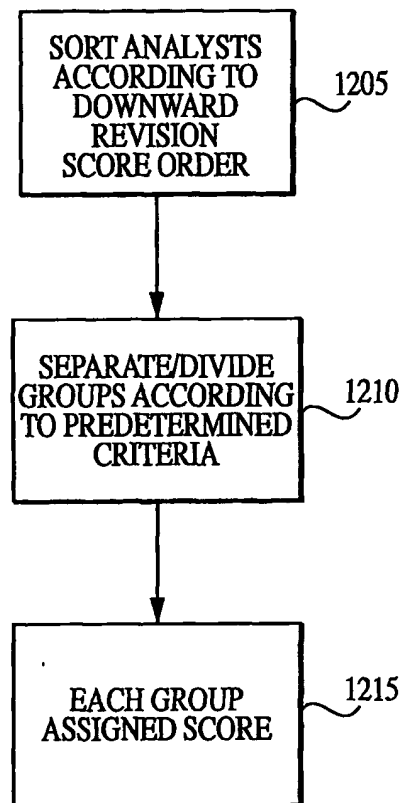 SORT ANALYSTS
ACCORDING TO
DOWNWARD
REVISION
SCORE ORDER
1205
SEPARATE/DIVIDE
GROUPS ACCORDING
TO PREDETERMINED
CRITERIA
1210
EACH GROUP
ASSIGNED SCORE
1215